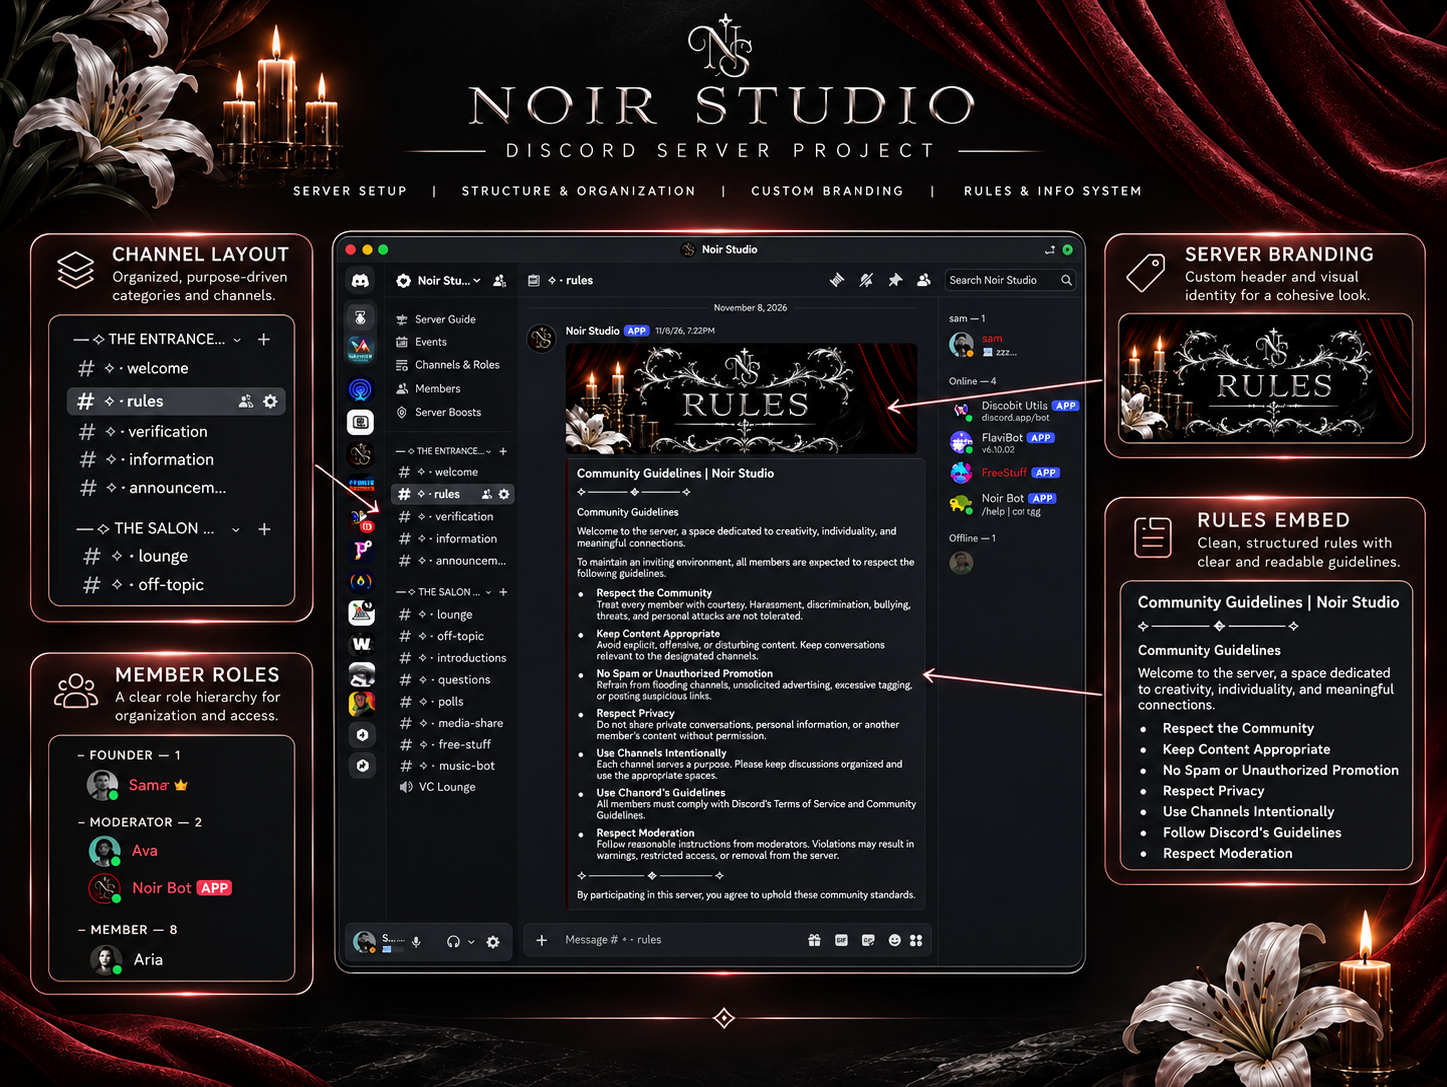 NS
NOIR STUDIO
DISCORD SERVER PROJECT
SERVER SETUP | STRUCTURE & ORGANIZATION | CUSTOM BRANDING | RULES & INFO SYSTEM
CHANNEL LAYOUT
Organized, purpose-driven
categories and channels.
— ✧ THE ENTRANCE... +
# ✧ · welcome
# ✧ · rules
# ✧ · verification
# ✧ · information
# ✧ · announcem...
— ✧ THE SALON ... +
# ✧ · lounge
# ✧ · off-topic
MEMBER ROLES
A clear role hierarchy for
organization and access.
– FOUNDER — 1
Samar
– MODERATOR — 2
Ava
Noir Bot APP
– MEMBER — 8
Aria
Noir Studio
Noir Stu...
✧ · rules
Search Noir Studio
Server Guide
Events
Channels & Roles
Members
Server Boosts
— ✧ THE ENTRANCE... +
# ✧ · welcome
# ✧ · rules
# ✧ · verification
# ✧ · information
# ✧ · announcem...
— ✧ THE SALON ... +
# ✧ · lounge
# ✧ · off-topic
# ✧ · introductions
# ✧ · questions
# ✧ · polls
# ✧ · media-share
# ✧ · free-stuff
# ✧ · music-bot
VC Lounge
W
S.....
November 8, 2026
Noir Studio APP 11/8/26, 7:22PM
NS
RULES
Community Guidelines | Noir Studio
Community Guidelines
Welcome to the server, a space dedicated to creativity, individuality, and
meaningful connections.
To maintain an inviting environment, all members are expected to respect the
following guidelines.
• Respect the Community
Treat every member with courtesy. Harassment, discrimination, bullying,
threats, and personal attacks are not tolerated.
• Keep Content Appropriate
Avoid explicit, offensive, or disturbing content. Keep conversations
relevant to the designated channels.
• No Spam or Unauthorized Promotion
Refrain from flooding channels, unsolicited advertising, excessive tagging,
or posting suspicious links.
• Respect Privacy
Do not share private conversations, personal information, or another
member's content without permission.
• Use Channels Intentionally
Each channel serves a purpose. Please keep discussions organized and
use the appropriate spaces.
• Use Chanord's Guidelines
All members must comply with Discord's Terms of Service and Community
Guidelines.
• Respect Moderation
Follow reasonable instructions from moderators. Violations may result in
warnings, restricted access, or removal from the server.
By participating in this server, you agree to uphold these community standards.
+ Message # ✧ · rules
GIF
sam — 1
sam
zzz...
Online — 4
Discobit Utils APP
discord.app/bot
FlaviBot APP
v6.10.02
FreeStuff APP
Noir Bot APP
/help |
Offline — 1
SERVER BRANDING
Custom header and visual
identity for a cohesive look.
NS
RULES
RULES EMBED
Clean, structured rules with
clear and readable guidelines.
Community Guidelines | Noir Studio
Community Guidelines
Welcome to the server, a space dedicated
to creativity, individuality, and meaningful
connections.
• Respect the Community
• Keep Content Appropriate
• No Spam or Unauthorized Promotion
• Respect Privacy
• Use Channels Intentionally
• Follow Discord's Guidelines
• Respect Moderation